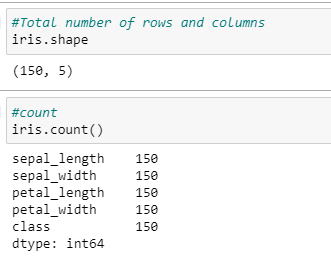 #Total number of rows and columns
iris.shape
(150, 5)
#count
iris.count()
sepal_length    150
sepal_width     150
petal_length    150
petal_width     150
class           150
dtype: int64